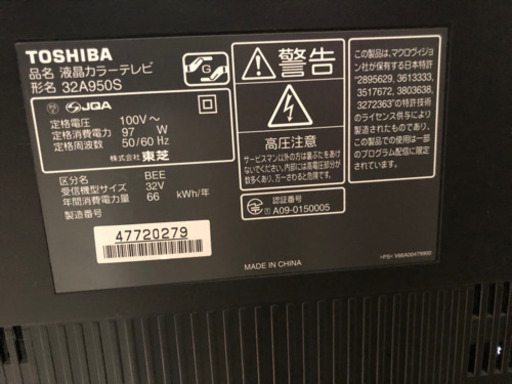 TOSHIBA
品名 液晶カラーテレビ
形名 32A950S
JQA
定格電圧 100V～
定格消費電力 97 W
定格周波数 50/60 Hz
株式会社 東芝
区分名 BEE
受信機型サイズ 32V
年間消費電力量 66 kWh/年
製造番号
47720279
G
警告
高圧注意
サービスマン以外の方は裏ぶたをあけ
ないでください。内部には高電圧部分が
数多くあり、万一さわると危険です。
認証番号
A09-0150005
MADE IN CHINA
この製品は、マクロヴィジョ
ン社が保有する日本特許
"2895629, 3613333,
3517672, 3803638,
3272363"の特許技術
のライセンス供与により
製造されたものであり、
この製品での使用は一部
のプログラム配信に限定
されています。